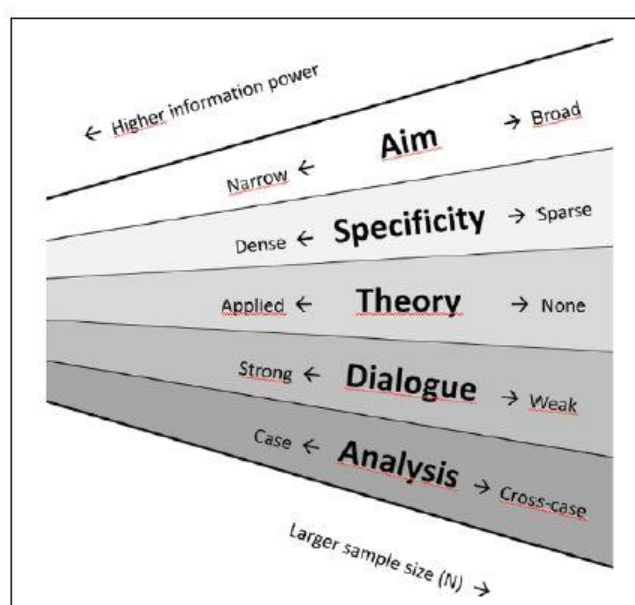 ← Higher information power
Narrow ← Aim → Broad
Dense ← Specificity → Sparse
Applied ← Theory → None
Strong ← Dialogue → Weak
Case ← Analysis → Cross-case
Larger sample size (N) →